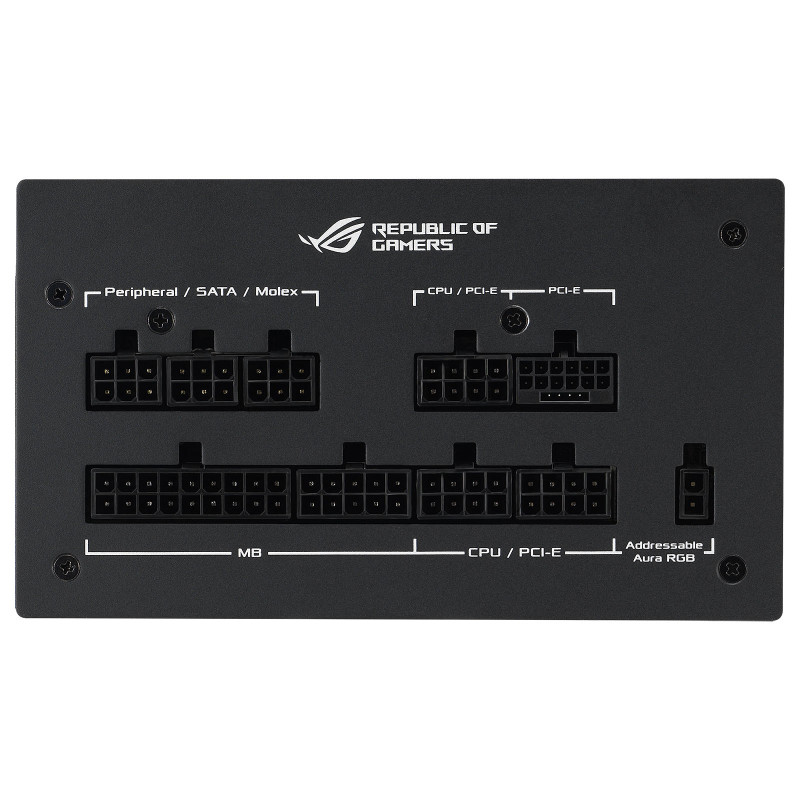 REPUBLIC OF
GAMERS
Peripheral / SATA / Molex
CPU / PCI-E
PCI-E
MB
CPU / PCI-E
Addressable
Aura RGB